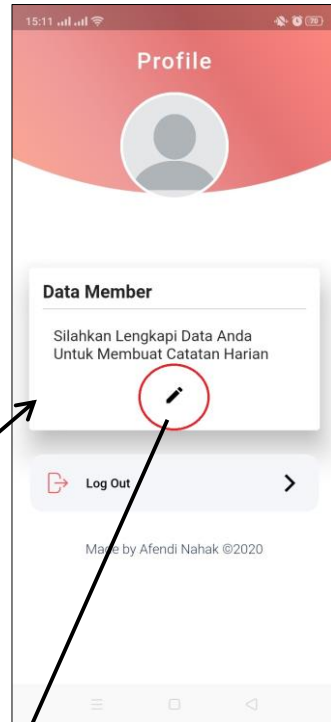 15:11
70
Profile
Data Member
Silahkan Lengkapi Data Anda
Untuk Membuat Catatan Harian
Log Out
Made by Afendi Nahak ©2020